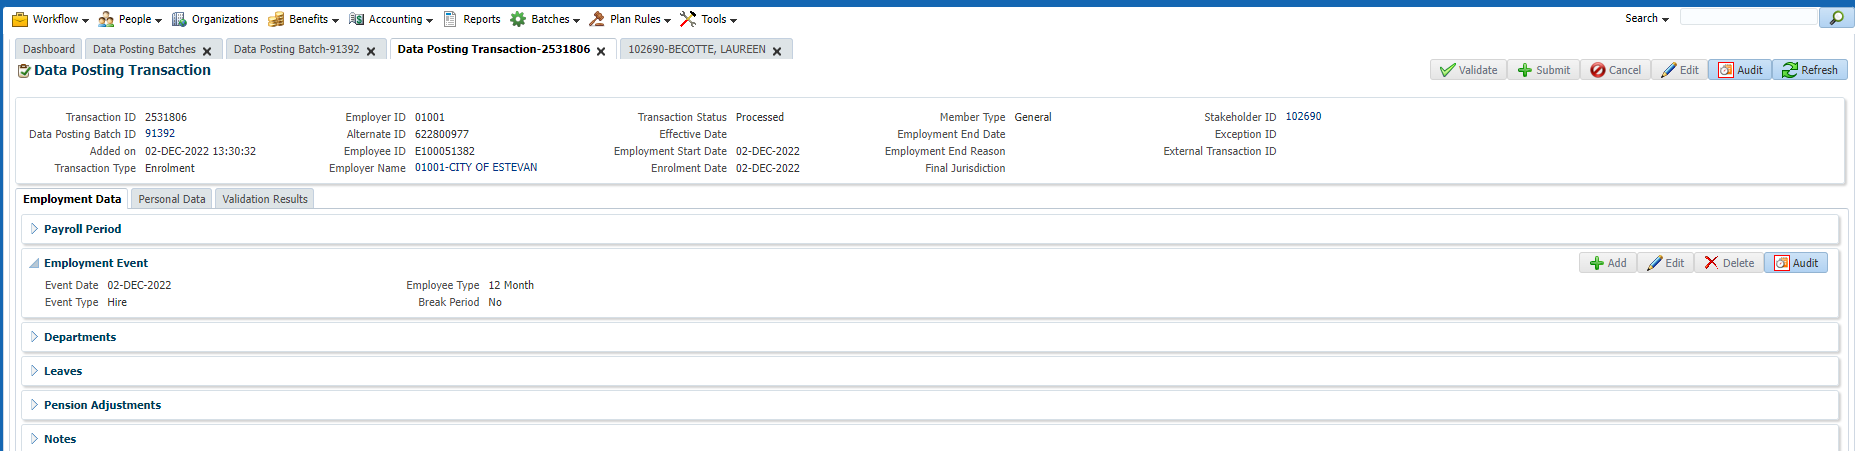 Workflow People Organizations Benefits Accounting Reports Batches Plan Rules Tools Search
Dashboard Data Posting Batches Data Posting Batch-91392 Data Posting Transaction-2531806 102690-BECOTTE, LAUREEN
Data Posting Transaction Validate Submit Cancel Edit Audit Refresh
Transaction ID 2531806 Employer ID 01001 Transaction Status Processed Member Type General Stakeholder ID 102690
Data Posting Batch ID 91392 Alternate ID 622800977 Effective Date Employment End Date Exception ID
Added on 02-DEC-2022 13:30:32 Employee ID E100051382 Employment Start Date 02-DEC-2022 Employment End Reason External Transaction ID
Transaction Type Enrolment Employer Name 01001-CITY OF ESTEVAN Enrolment Date 02-DEC-2022 Final Jurisdiction
Employment Data Personal Data Validation Results
Payroll Period
Employment Event Add Edit Delete Audit
Event Date 02-DEC-2022 Employee Type 12 Month
Event Type Hire Break Period No
Departments
Leaves
Pension Adjustments
Notes